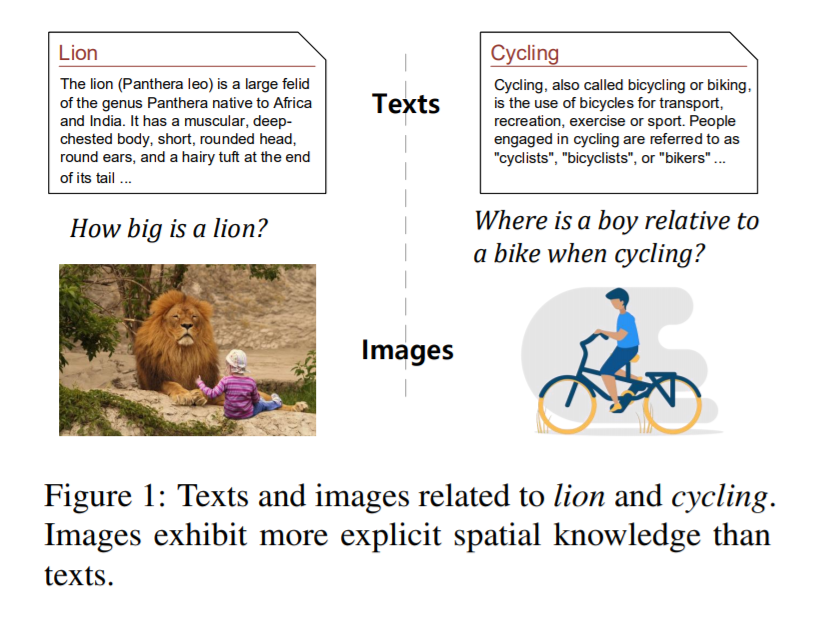 Lion
The lion (Panthera leo) is a large felid
of the genus Panthera native to Africa
and India. It has a muscular, deep-
chested body, short, rounded head,
round ears, and a hairy tuft at the end
of its tail ...
Texts
Cycling
Cycling, also called bicycling or biking,
is the use of bicycles for transport,
recreation, exercise or sport. People
engaged in cycling are referred to as
"cyclists", "bicyclists", or "bikers" ...
How big is a lion?
Where is a boy relative to
a bike when cycling?
Images
Figure 1: Texts and images related to lion and cycling.
Images exhibit more explicit spatial knowledge than
texts.